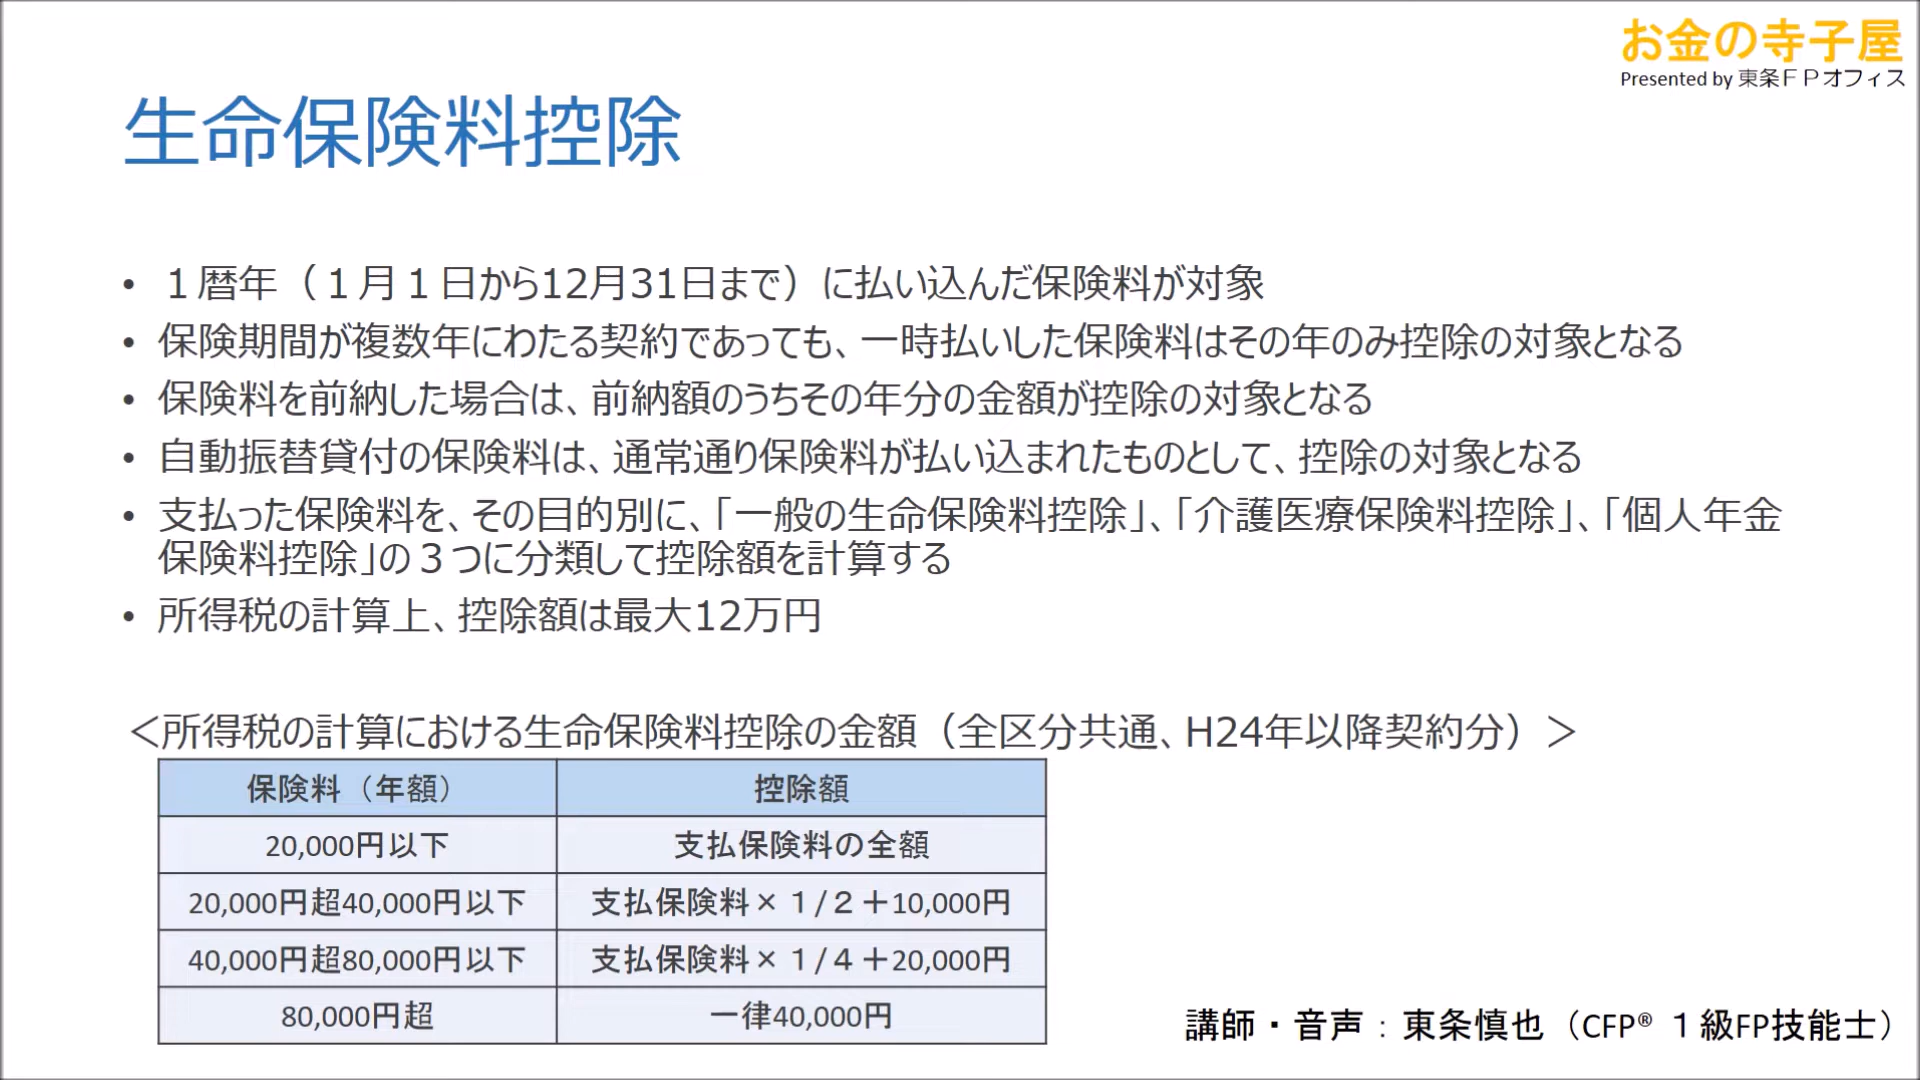 お金の寺子屋
Presented by 東条ＦＰオフィス
生命保険料控除
• １暦年（１月１日から12月31日まで）に払い込んだ保険料が対象
• 保険期間が複数年にわたる契約であっても、一時払いした保険料はその年のみ控除の対象となる
• 保険料を前納した場合は、前納額のうちその年分の金額が控除の対象となる
• 自動振替貸付の保険料は、通常通り保険料が払い込まれたものとして、控除の対象となる
• 支払った保険料を、その目的別に、「一般の生命保険料控除」、「介護医療保険料控除」、「個人年金
保険料控除」の３つに分類して控除額を計算する
• 所得税の計算上、控除額は最大12万円
＜所得税の計算における生命保険料控除の金額（全区分共通、H24年以降契約分）＞
保険料（年額） 控除額
20,000円以下 支払保険料の全額
20,000円超40,000円以下 支払保険料×１/２＋10,000円
40,000円超80,000円以下 支払保険料×１/４＋20,000円
80,000円超 一律40,000円
講師・音声：東条慎也（CFP® １級FP技能士）